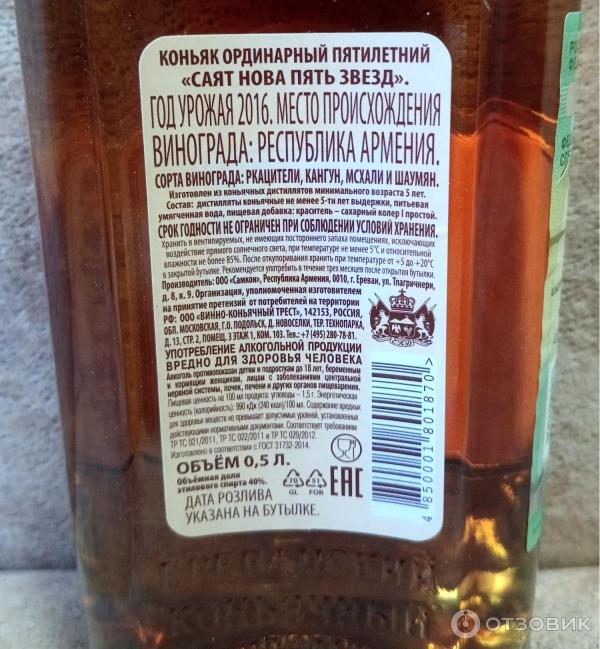 КОНЬЯК ОРДИНАРНЫЙ ПЯТИЛЕТНИЙ
«САЯТ НОВА ПЯТЬ ЗВЕЗД».
ГОД УРОЖАЯ 2016. МЕСТО ПРОИСХОЖДЕНИЯ
ВИНОГРАДА: РЕСПУБЛИКА АРМЕНИЯ.
СОРТА ВИНОГРАДА: РКАЦИТЕЛИ, КАНГУН, МСХАЛИ И ШАУМЯН.
Изготовлен из коньячных дистиллятов минимального возраста 5 лет.
Состав: дистилляты коньячные не менее 5-ти лет выдержки, питьевая
умягченная вода, пищевая добавка: краситель – сахарный колер I простой.
СРОК ГОДНОСТИ НЕ ОГРАНИЧЕН ПРИ СОБЛЮДЕНИИ УСЛОВИЙ ХРАНЕНИЯ.
Хранить в вентилируемых, не имеющих постороннего запаха помещениях, исключающих
воздействие прямого солнечного света, при температуре не менее 5°С и относительной
влажности не более 85%. После откупоривания хранить при температуре от +5 до +20°С
в закрытой бутылке. Рекомендуется употребить в течение трех месяцев после открытия бутылки.
Производитель: ООО «Самкон», Республика Армения, 0010, г. Ереван, ул. Тпагричнери,
д. 8, к. 9. Организация, уполномоченная изготовителем
на принятие претензий от потребителей на территории
РФ: ООО «ВИННО-КОНЬЯЧНЫЙ ТРЕСТ», 142153, РОССИЯ,
ОБЛ. МОСКОВСКАЯ, Г.О. ПОДОЛЬСК, Д. НОВОСЕЛКИ, ТЕР. ТЕХНОПАРКА,
Д. 13, СТР. 2, ПОМЕЩ. 3 ЭТАЖ 1, КОМ. 103. Тел.: +7 (495) 280-78-81.
УПОТРЕБЛЕНИЕ АЛКОГОЛЬНОЙ ПРОДУКЦИИ
ВРЕДНО ДЛЯ ЗДОРОВЬЯ ЧЕЛОВЕКА
Алкоголь противопоказан детям и подросткам до 18 лет, беременным
и кормящим женщинам, лицам с заболеваниями центральной
нервной системы, почек, печени и других органов пищеварения.
Пищевая ценность на 100 мл продукта: углеводы – 1,5 г. Энергетическая
ценность (калорийность): 990 кДж (240 ккал)/100 мл. Содержание вредных
для здоровья веществ не превышает допустимых уровней, установленных
нормативными документами. Соответствует требованиям
ТР ТС 021/2011, ТР ТС 022/2011 и ТР ТС 029/2012.
Изготовлено в соответствии с ГОСТ 31732-2014.
ОБЪЁМ 0,5 Л.
Объёмная доля
этилового спирта 40%.
ДАТА РОЗЛИВА
УКАЗАНА НА БУТЫЛКЕ.
70
GL
51
FOR
EAC
4 850001 801870 >
ЕРЕВАНСКИЙ
КОНЬЯЧНЫЙ
ОТЗОВИК